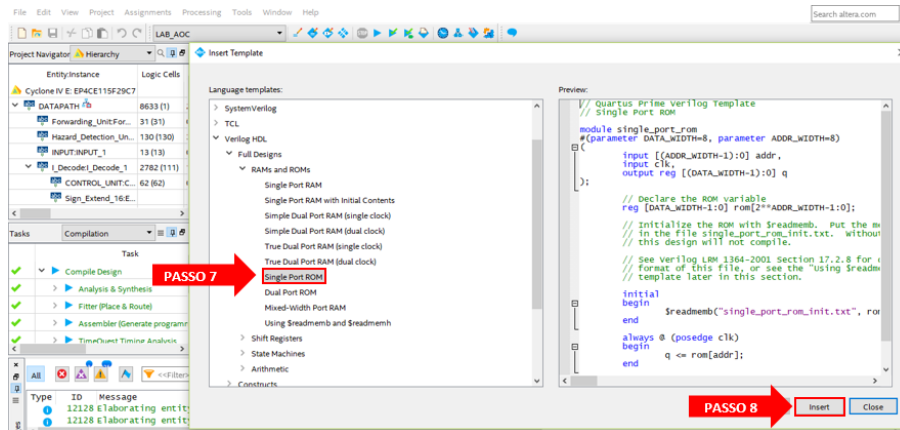 File Edit View Project Assignments Processing Tools Window Help
Search altera.com
LAB_AOC
Project Navigator Hierarchy
Entity:Instance Logic Cells
Cyclone IV E: EP4CE115F29C7
DATAPATH 8633 (1)
Forwarding_Unit:For... 31 (31)
Hazard_Detection_Un... 130 (130)
INPUT:INPUT_1 13 (13)
I_Decode:I_Decode_1 2782 (111)
CONTROL_UNIT:C... 62 (62)
Sign_Extend_16:E...
Tasks Compilation
Task
Compile Design
Analysis & Synthesis
Fitter (Place & Route)
Assembler (Generate programm
TimeQuest Timing Analysis
All <<Filter>
Type ID Message
12128 Elaborating entity
12128 Elaborating entity
Insert Template
Language templates:
SystemVerilog
TCL
Verilog HDL
Full Designs
RAMs and ROMs
Single Port RAM
Single Port RAM with Initial Contents
Simple Dual Port RAM (single clock)
Simple Dual Port RAM (dual clock)
True Dual Port RAM (single clock)
True Dual Port RAM (dual clock)
PASSO 7
Single Port ROM
Dual Port ROM
Mixed-Width Port RAM
Using $readmemb and $readmemh
Shift Registers
State Machines
Arithmetic
Constructs
Preview:
// Quartus Prime Verilog Template
// Single Port ROM
module single_port_rom
#(parameter DATA_WIDTH=8, parameter ADDR_WIDTH=8)
(
input [(ADDR_WIDTH-1):0] addr,
input clk,
output reg [(DATA_WIDTH-1):0] q
);
// Declare the ROM variable
reg [DATA_WIDTH-1:0] rom[2**ADDR_WIDTH-1:0];
// Initialize the ROM with $readmemb. Put the me
// in the file single_port_rom_init.txt. Without
// this design will not compile.
// See Verilog LRM 1364-2001 Section 17.2.8 for
// format of this file, or see the "Using $readme
// template later in this section.
initial
begin
$readmemb("single_port_rom_init.txt", rom
end
always @ (posedge clk)
begin
q <= rom[addr];
end
PASSO 8
Insert Close